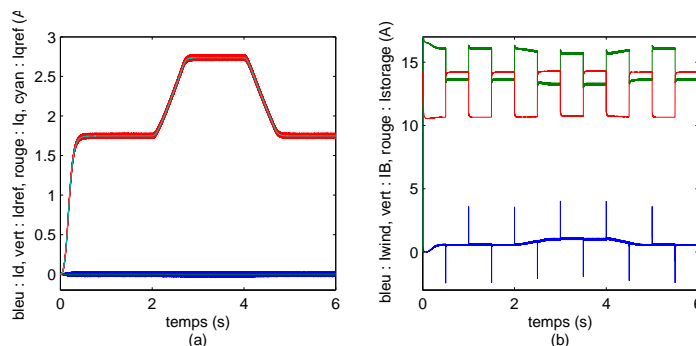 bleu : Id, vert : Idref, rouge : Iq, cyan : Iqref (A
3
2.5
2
1.5
1
0.5
0
0 2 4 6
temps (s)
(a)
bleu : Iwind, vert : IB, rouge : Istorage (A)
15
10
5
0
0 2 4 6
temps (s)
(b)